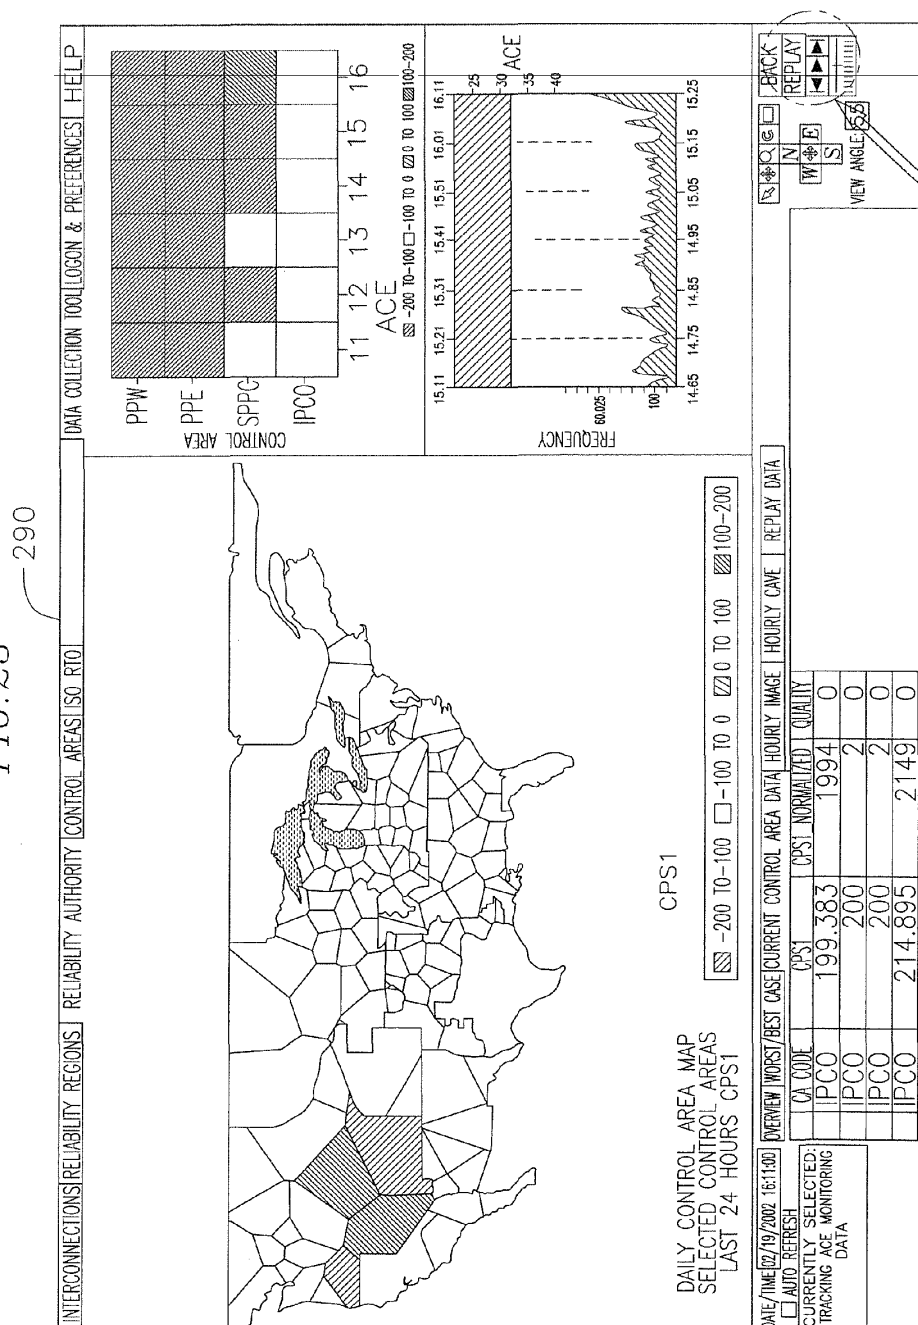 290
INTERCONNECTIONS RELIABILITY REGIONS RELIABILITY AUTHORITY CONTROL AREAS ISO RTO DATA COLLECTION TOOL LOGON & PREFERENCES HELP
CONTROL AREA
PPW
PPE
SPPC
IPCO
11 12 13 14 15 16
ACE
-200 TO-100 -100 TO 0 0 TO 100 100-200
15.11 15.21 15.31 15.41 15.51 16.01 16.11
FREQUENCY
60.025
100
-25
-30
-35
-40
ACE
14.65 14.75 14.85 14.95 15.05 15.15 15.25
CPS1
DAILY CONTROL AREA MAP
SELECTED CONTROL AREAS
LAST 24 HOURS CPS1
-200 TO-100 -100 TO 0 0 TO 100 100-200
DATE/TIME 02/19/2002 16:11:00
AUTO REFRESH
CURRENTLY SELECTED:
TRACKING ACE MONITORING
DATA
OVERVIEW WORST/BEST CASE CURRENT CONTROL AREA DATA HOURLY IMAGE HOURLY CAVE REPLAY DATA
CA CODE CPS1 CPS1 NORMALIZED QUALITY
IPCO 199.383 1994 0
IPCO 200 2 0
IPCO 200 2 0
IPCO 214.895 2149 0
N
W E
S
VIEW ANGLE: 55
BACK
REPLAY